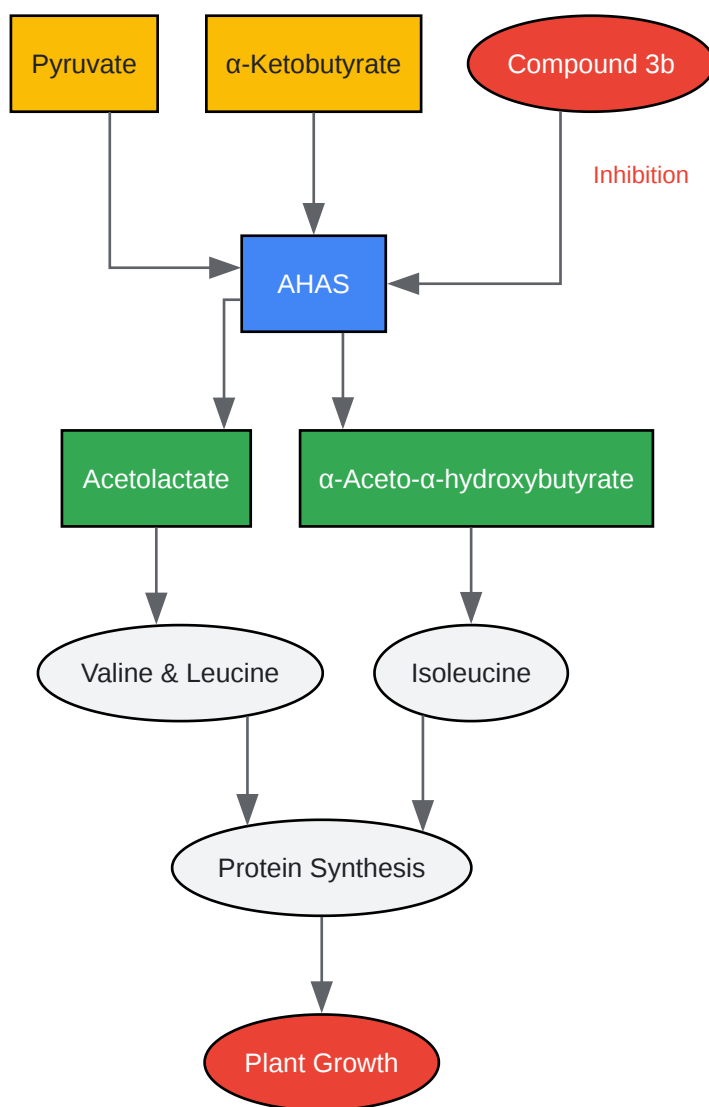 Pyruvate
α-Ketobutyrate
Compound 3b
Inhibition
AHAS
Acetolactate
α-Aceto-α-hydroxybutyrate
Valine & Leucine
Isoleucine
Protein Synthesis
Plant Growth